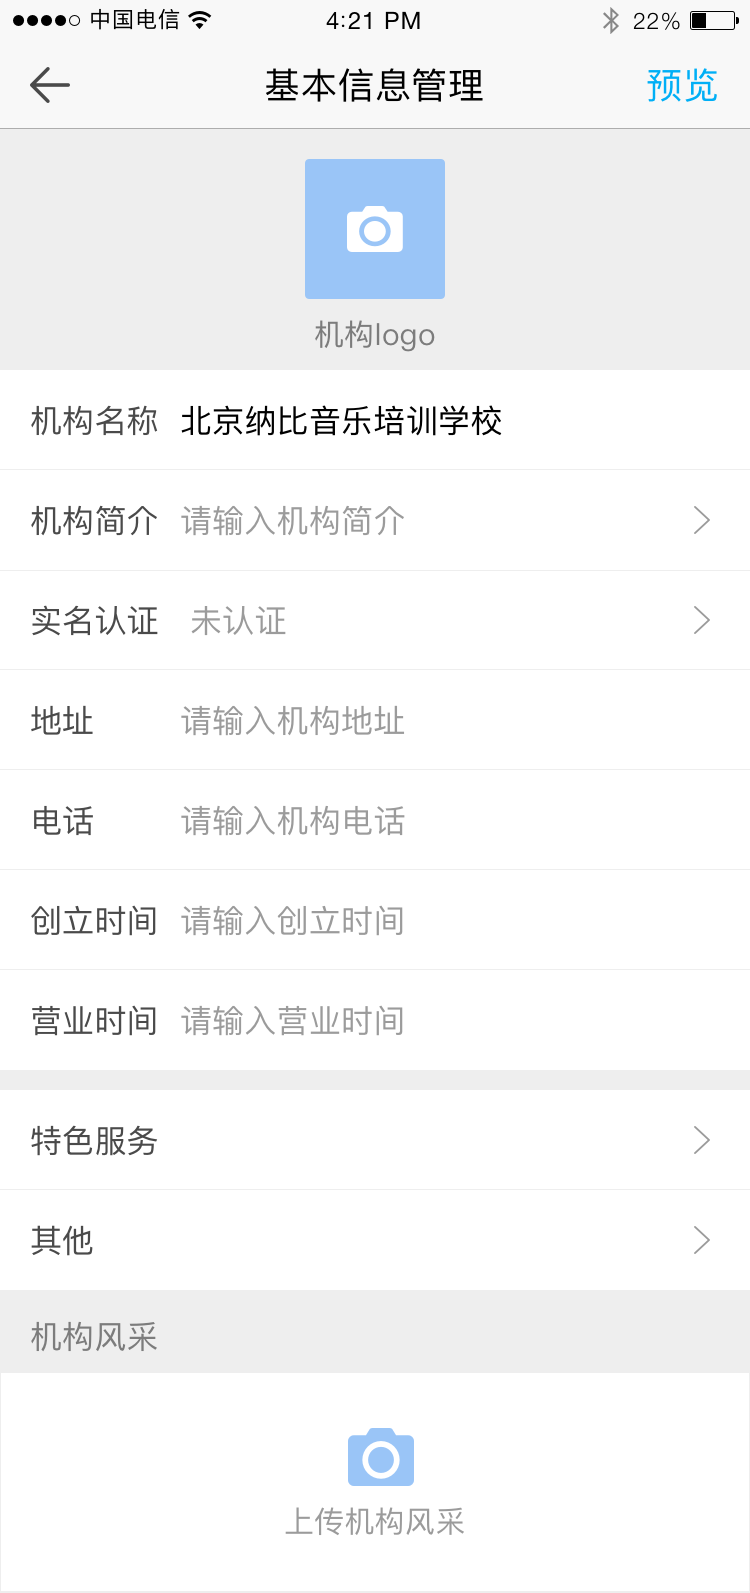 中国电信 4:21 PM 22%
基本信息管理 预览
机构logo
机构名称 北京纳比音乐培训学校
机构简介 请输入机构简介
实名认证 未认证
地址 请输入机构地址
电话 请输入机构电话
创立时间 请输入创立时间
营业时间 请输入营业时间
特色服务
其他
机构风采
上传机构风采